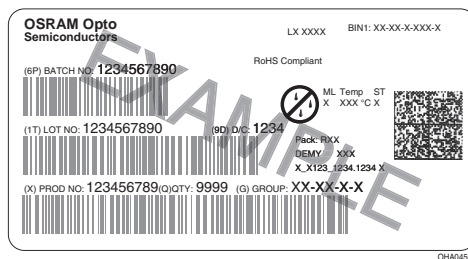 OSRAM Opto
Semiconductors
LX XXXX
BIN1: XX-XX-X-XXX-X
RoHS Compliant
(6P) BATCH NO: 1234567890
ML Temp ST
X XXX °C X
(1T) LOT NO: 1234567890
(9D) D/C: 1234
Pack: RXX
DEMY XXX
X_X123_1234.1234 X
(X) PROD NO: 123456789(Q)QTY: 9999 (G) GROUP: XX-XX-X-X
EXAMPLE
OHA04563